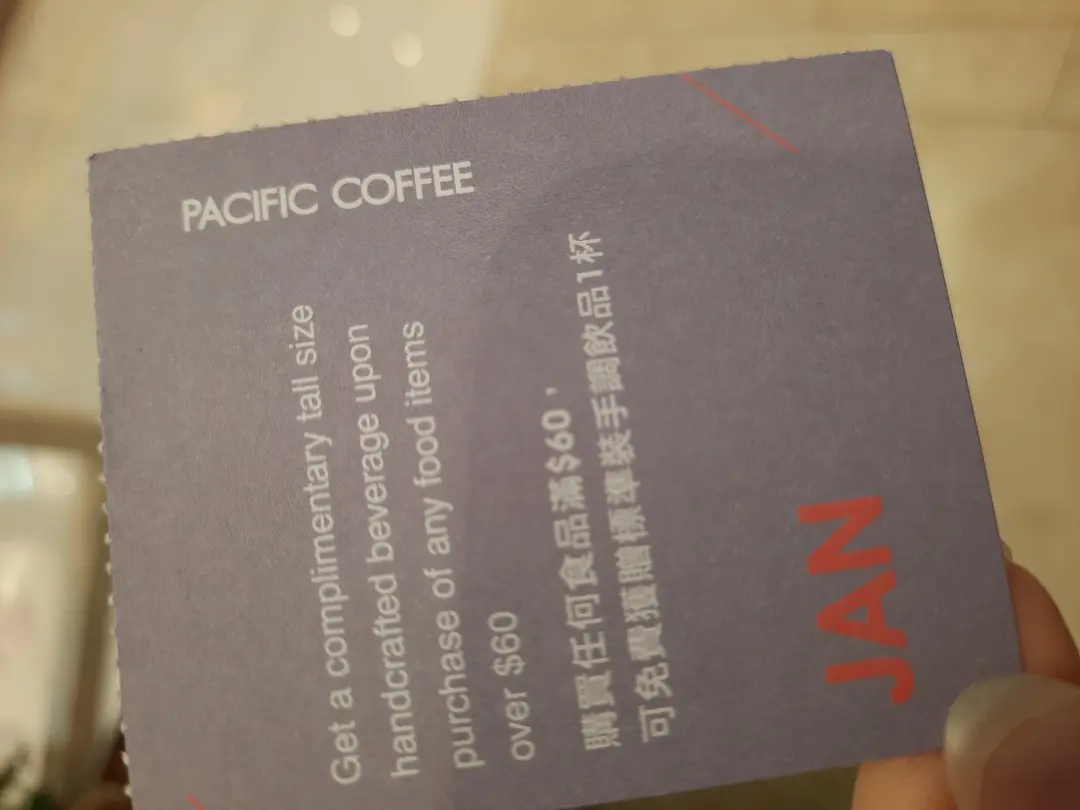 PACIFIC COFFEE
Get a complimentary tall size
handcrafted beverage upon
purchase of any food items
over $60
購買任何食品滿$60，
可免費獲贈標準裝手調飲品1杯
JAN